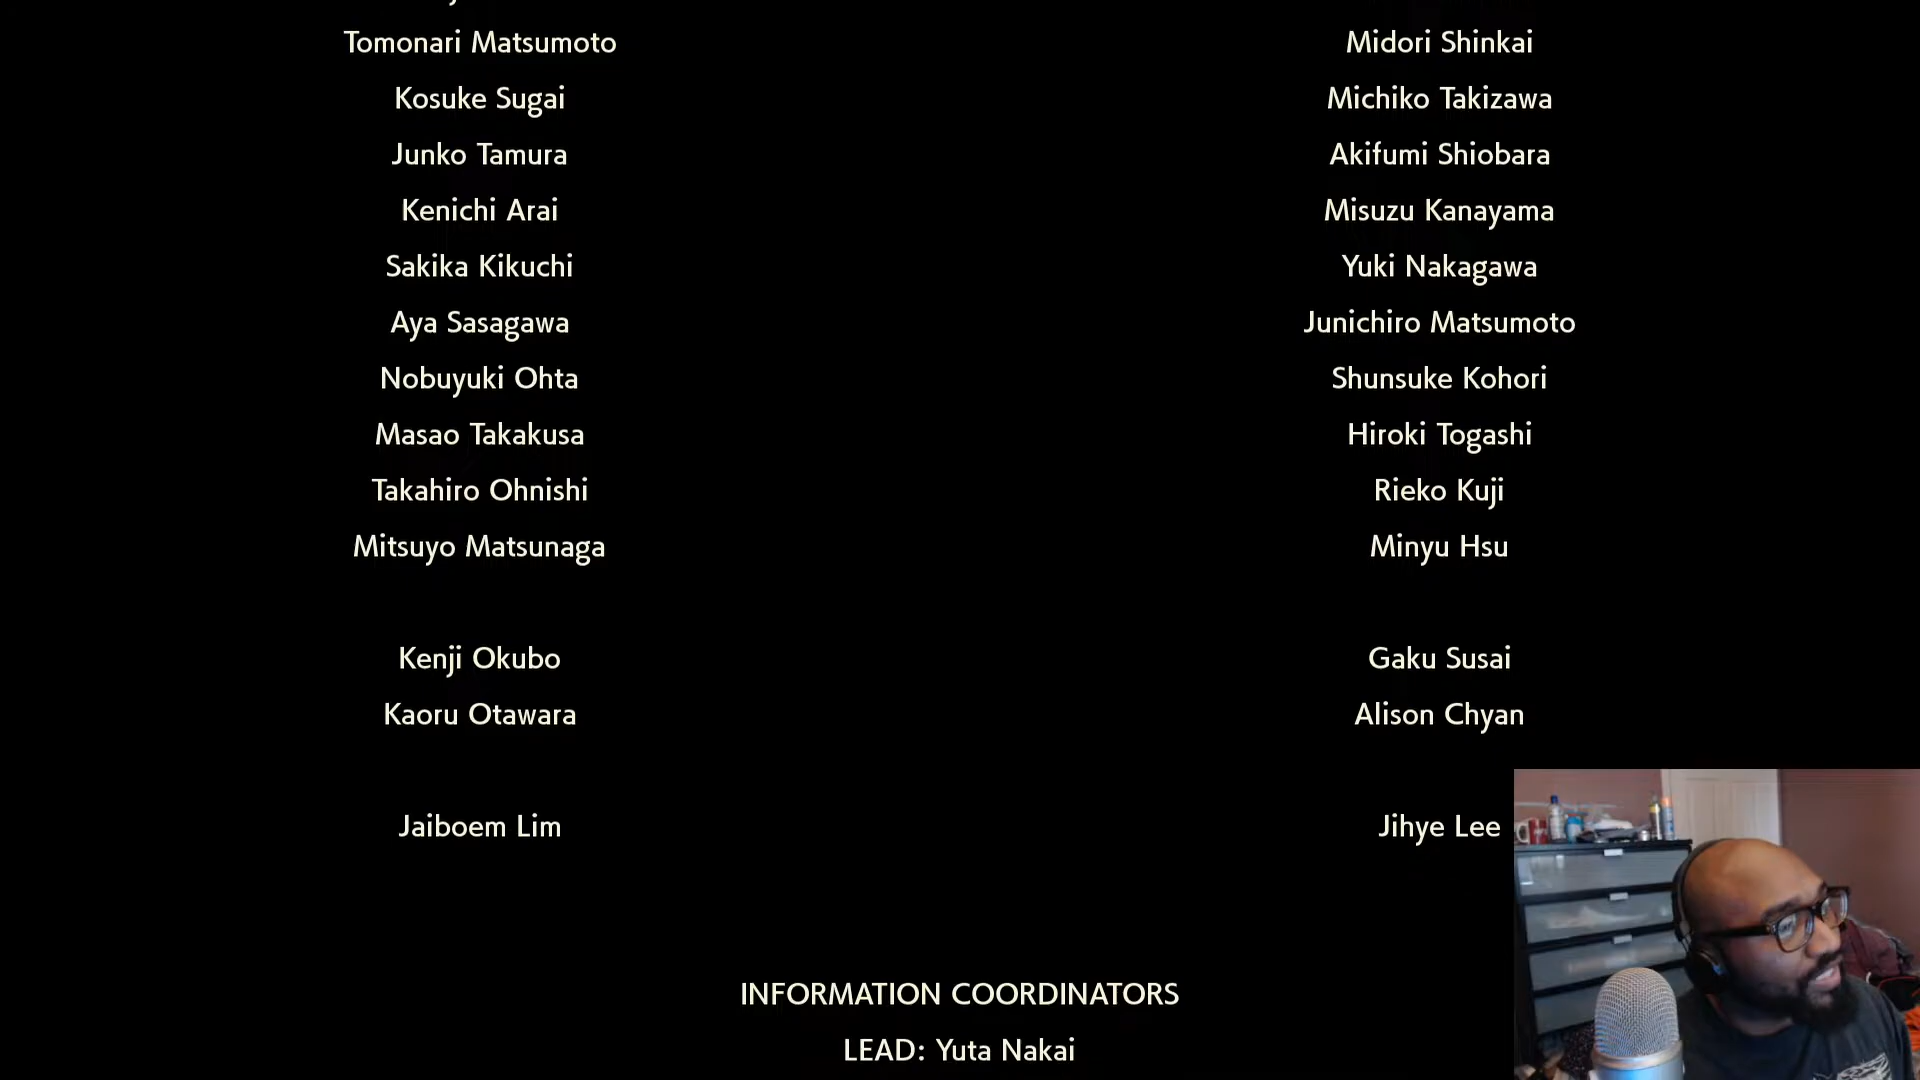 Tomonari Matsumoto Midori Shinkai
Kosuke Sugai Michiko Takizawa
Junko Tamura Akifumi Shiobara
Kenichi Arai Misuzu Kanayama
Sakika Kikuchi Yuki Nakagawa
Aya Sasagawa Junichiro Matsumoto
Nobuyuki Ohta Shunsuke Kohori
Masao Takakusa Hiroki Togashi
Takahiro Ohnishi Rieko Kuji
Mitsuyo Matsunaga Minyu Hsu
Kenji Okubo Gaku Susai
Kaoru Otawara Alison Chyan
Jaiboem Lim Jihye Lee
INFORMATION COORDINATORS
LEAD: Yuta Nakai